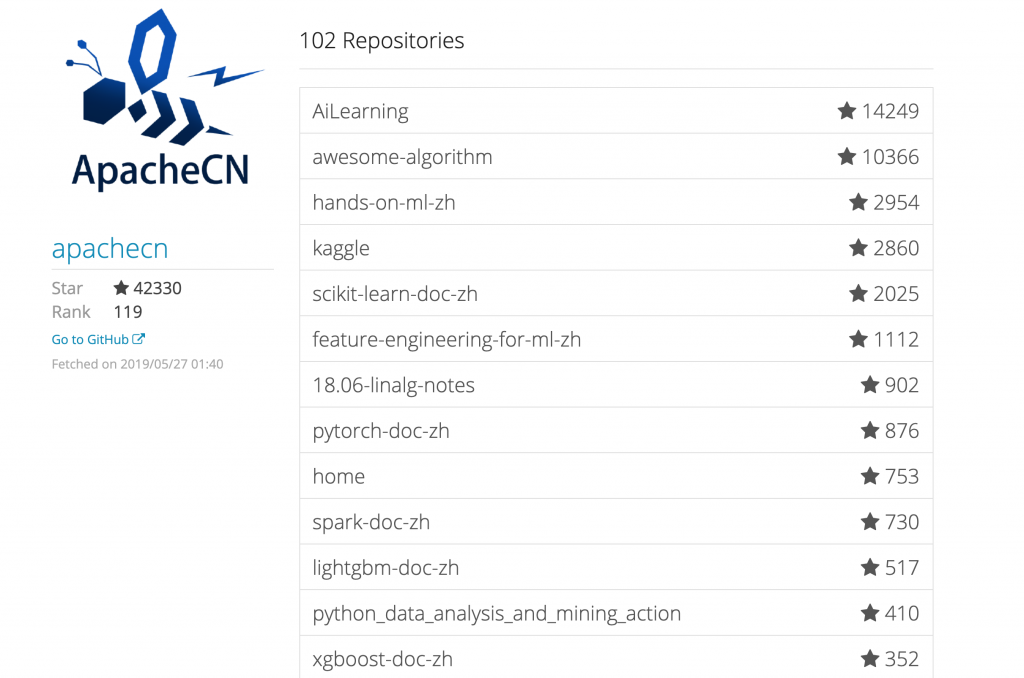 ApacheCN
apachecn
Star ★ 42330
Rank 119
Go to GitHub
Fetched on 2019/05/27 01:40
102 Repositories
AiLearning ★ 14249
awesome-algorithm ★ 10366
hands-on-ml-zh ★ 2954
kaggle ★ 2860
scikit-learn-doc-zh ★ 2025
feature-engineering-for-ml-zh ★ 1112
18.06-linalg-notes ★ 902
pytorch-doc-zh ★ 876
home ★ 753
spark-doc-zh ★ 730
lightgbm-doc-zh ★ 517
python_data_analysis_and_mining_action ★ 410
xgboost-doc-zh ★ 352